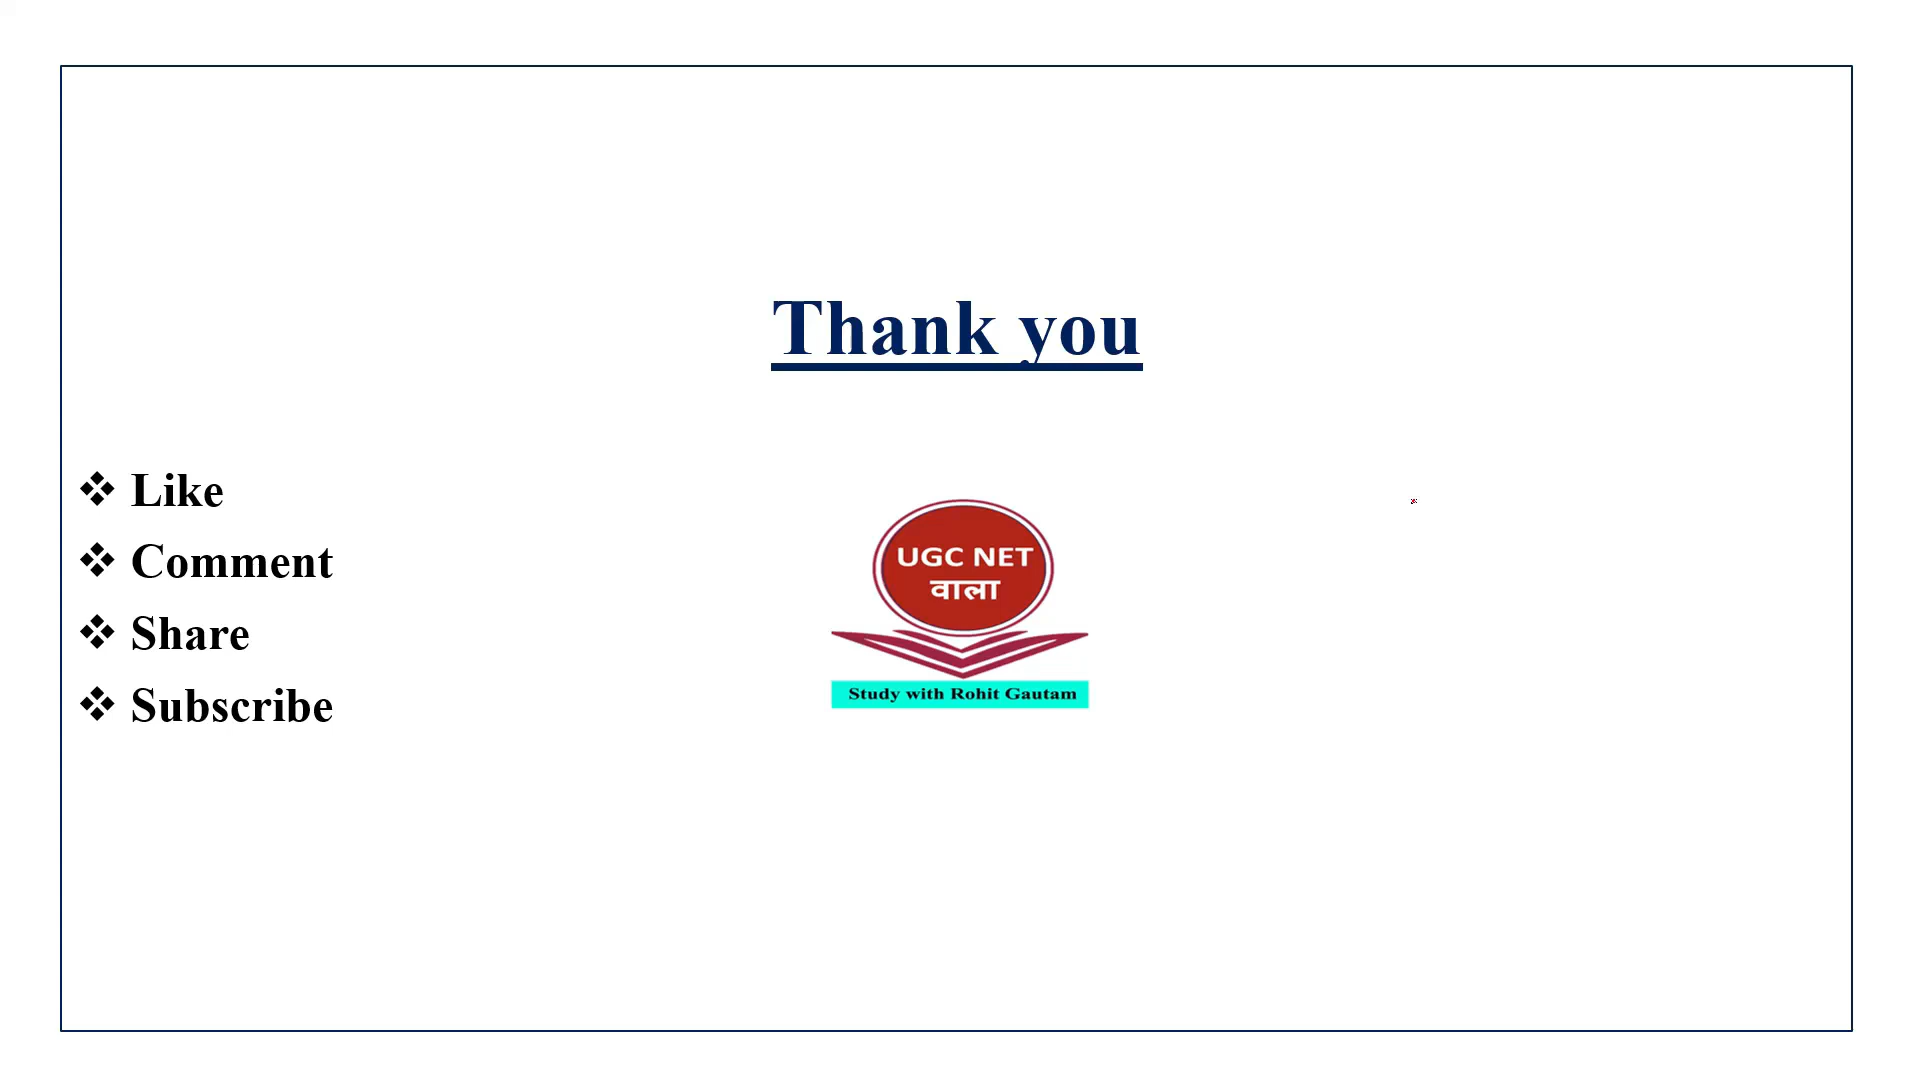 Thank you
❖ Like
❖ Comment
❖ Share
❖ Subscribe
UGC NET
वाला
Study with Rohit Gautam